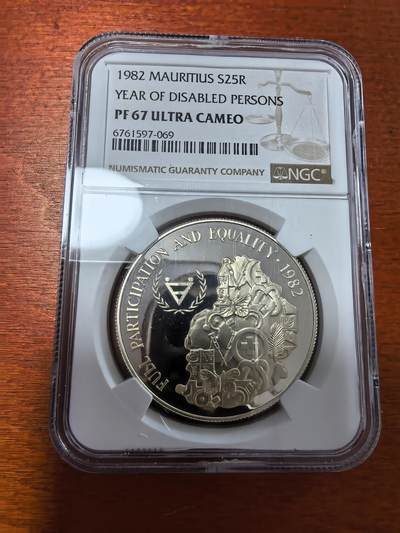 1982 MAURITIUS S25R
YEAR OF DISABLED PERSONS
PF 67 ULTRA CAMEO
6761597-069
NUMISMATIC GUARANTY COMPANY NGC
FULL PARTICIPATION AND EQUALITY · 1982